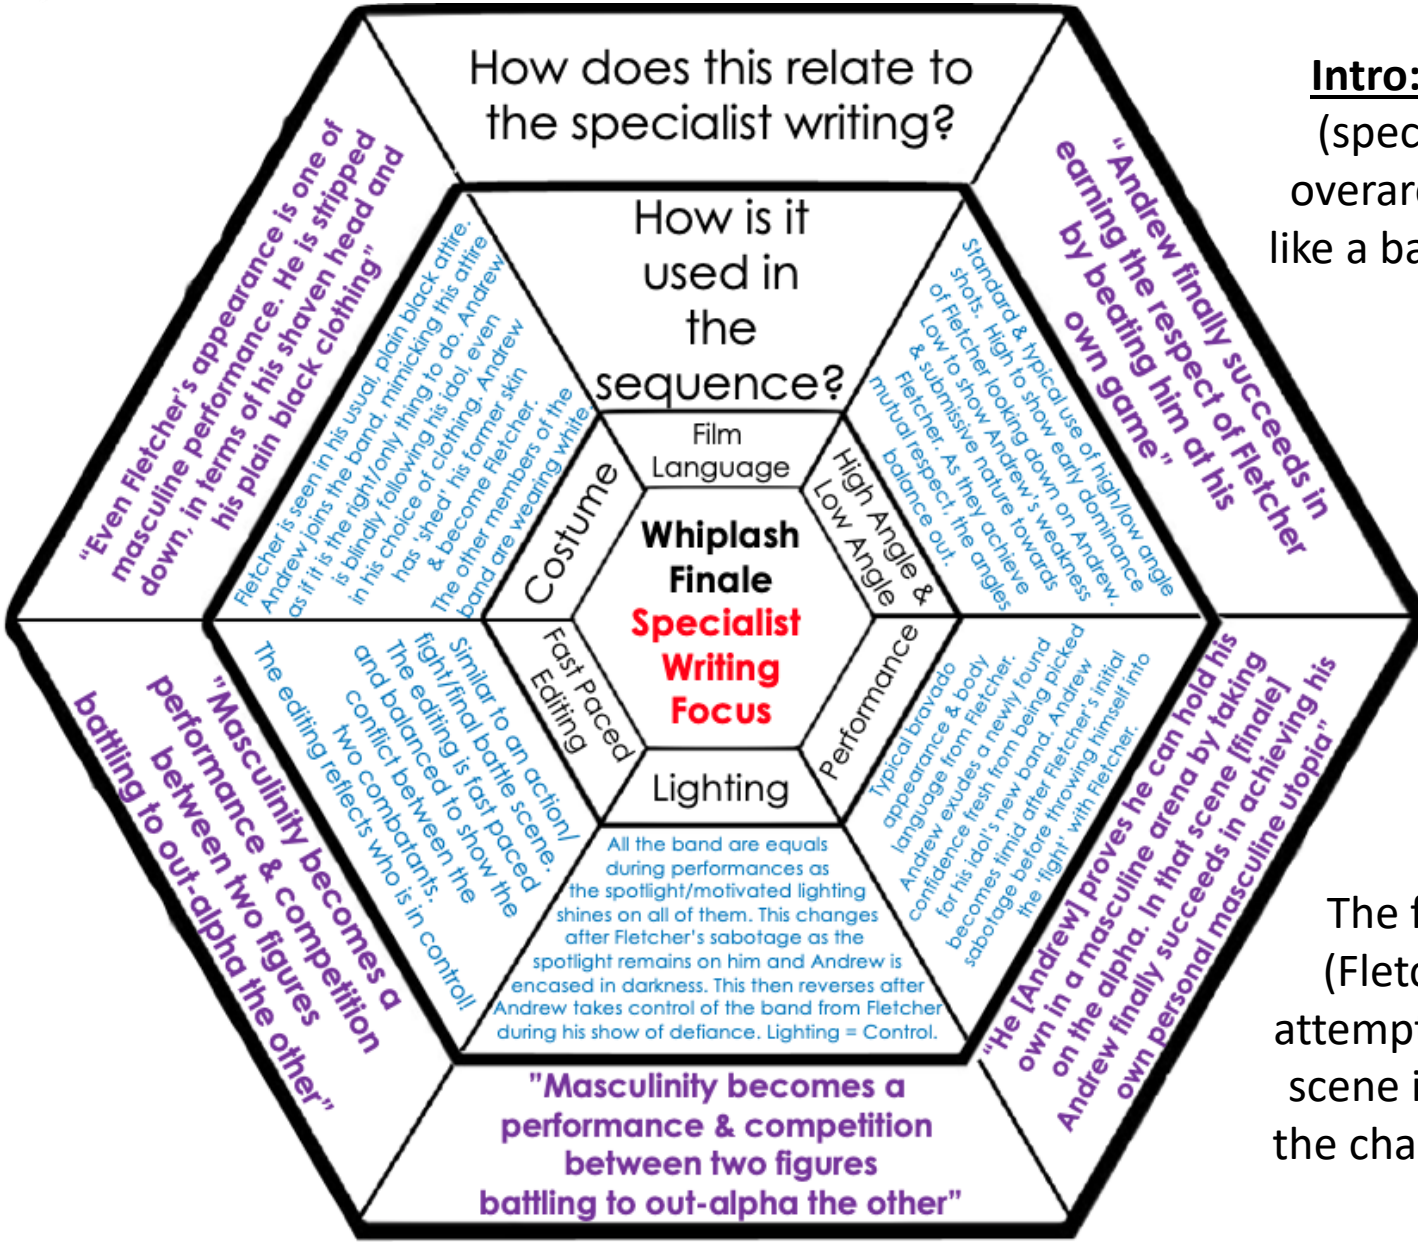 How does this relate to
the specialist writing?
How is it
used in
the
sequence?
Film
Language
Whiplash
Finale
Specialist
Writing
Focus
High Angle &
Low Angle
Standard & typical use of high/low angle
shots. High to show early dominance
of Fletcher looking down on Andrew.
Low to show Andrew's weakness
& submissive nature towards
Fletcher. As they achieve
mutual respect, the angles
balance out.
“Andrew finally succeeds in
earning the respect of Fletcher
by beating him at his
own game”
Performance
Typical bravado
appearance & body
language from Fletcher.
Andrew exudes a newly found
confidence fresh from being picked
for his idol's new band. Andrew
becomes timid after Fletcher's initial
sabotage before throwing himself into
the 'fight' with Fletcher.
“He [Andrew] proves he can hold his
own in a masculine arena by taking
on the alpha. In that scene [finale]
Andrew finally succeeds in achieving his
own personal masculine utopia”
Lighting
All the band are equals
during performances as
the spotlight/motivated lighting
shines on all of them. This changes
after Fletcher's sabotage as the
spotlight remains on him and Andrew is
encased in darkness. This then reverses after
Andrew takes control of the band from Fletcher
during his show of defiance. Lighting = Control.
”Masculinity becomes a
performance & competition
between two figures
battling to out-alpha the other”
Fast Paced
Editing
Similar to an action/
fight/final battle scene.
The editing is fast paced
and balanced to show the
conflict between the
two combatants.
The editing reflects who is in control!
”Masculinity becomes a
performance & competition
between two figures
battling to out-alpha the other”
Costume
Fletcher is seen in his usual, plain black attire.
Andrew joins the band, mimicking this attire
as if it is the right/only thing to do. Andrew
is blindly following his idol, even
in his choice of clothing. Andrew
has 'shed' his former skin
& become Fletcher.
The other members of the
band are wearing white.
“Even Fletcher's appearance is one of
masculine performance. He is stripped
down, in terms of his shaven head and
his plain black clothing”
Intro:
(spec
overar
like a ba
The f
(Fletc
attempt
scene i
the cha